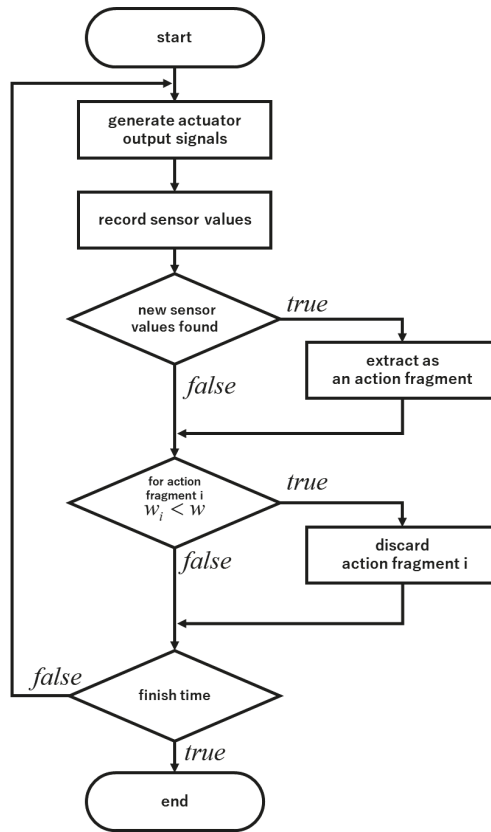 start
generate actuator
output signals
record sensor values
new sensor
values found
true
extract as
an action fragment
false
for action
fragment i
w_i < w
true
discard
action fragment i
false
finish time
false
true
end